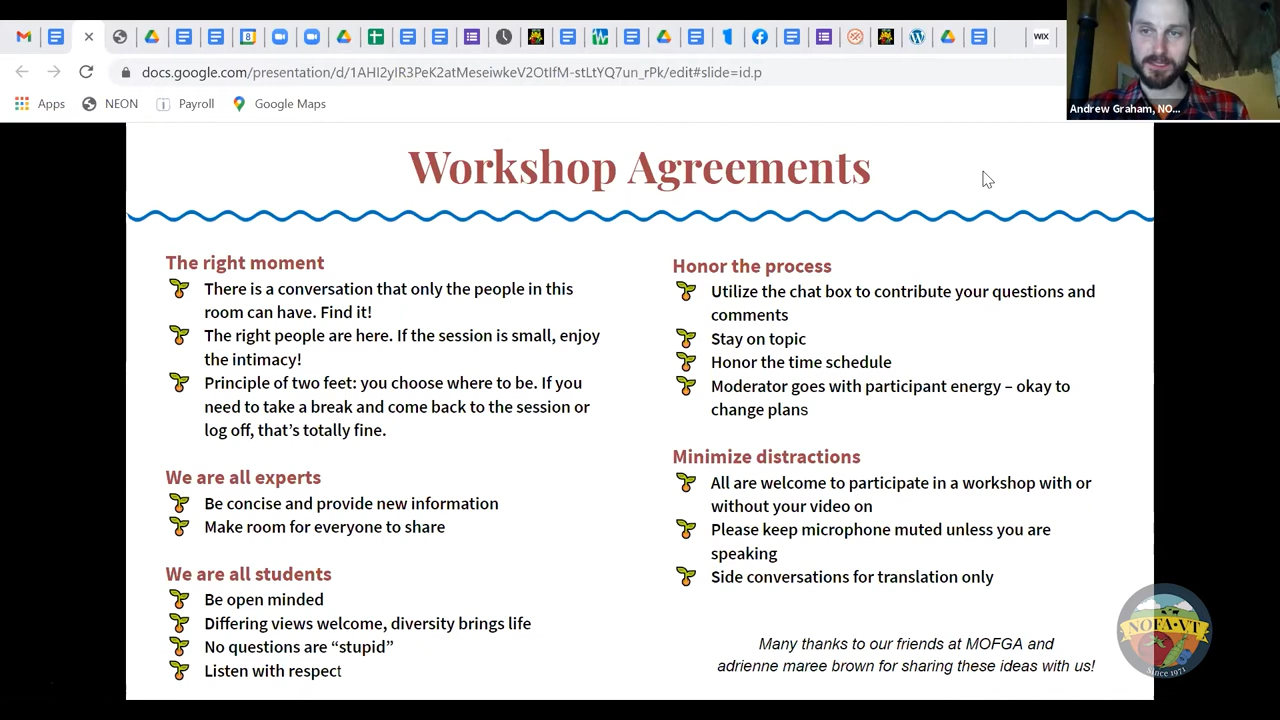 WIX
docs.google.com/presentation/d/1AHI2yIR3PeK2atMeseiwkeV2OtIfM-stLtYQ7un_rPk/edit#slide=id.p
Apps
NEON
Payroll
Google Maps
Andrew Graham, NO...
Workshop Agreements
The right moment
There is a conversation that only the people in this
room can have. Find it!
The right people are here. If the session is small, enjoy
the intimacy!
Principle of two feet: you choose where to be. If you
need to take a break and come back to the session or
log off, that’s totally fine.
We are all experts
Be concise and provide new information
Make room for everyone to share
We are all students
Be open minded
Differing views welcome, diversity brings life
No questions are “stupid”
Listen with respect
Honor the process
Utilize the chat box to contribute your questions and
comments
Stay on topic
Honor the time schedule
Moderator goes with participant energy – okay to
change plans
Minimize distractions
All are welcome to participate in a workshop with or
without your video on
Please keep microphone muted unless you are
speaking
Side conversations for translation only
Many thanks to our friends at MOFGA and
adrienne maree brown for sharing these ideas with us!
NOFA•VT
Since 1971